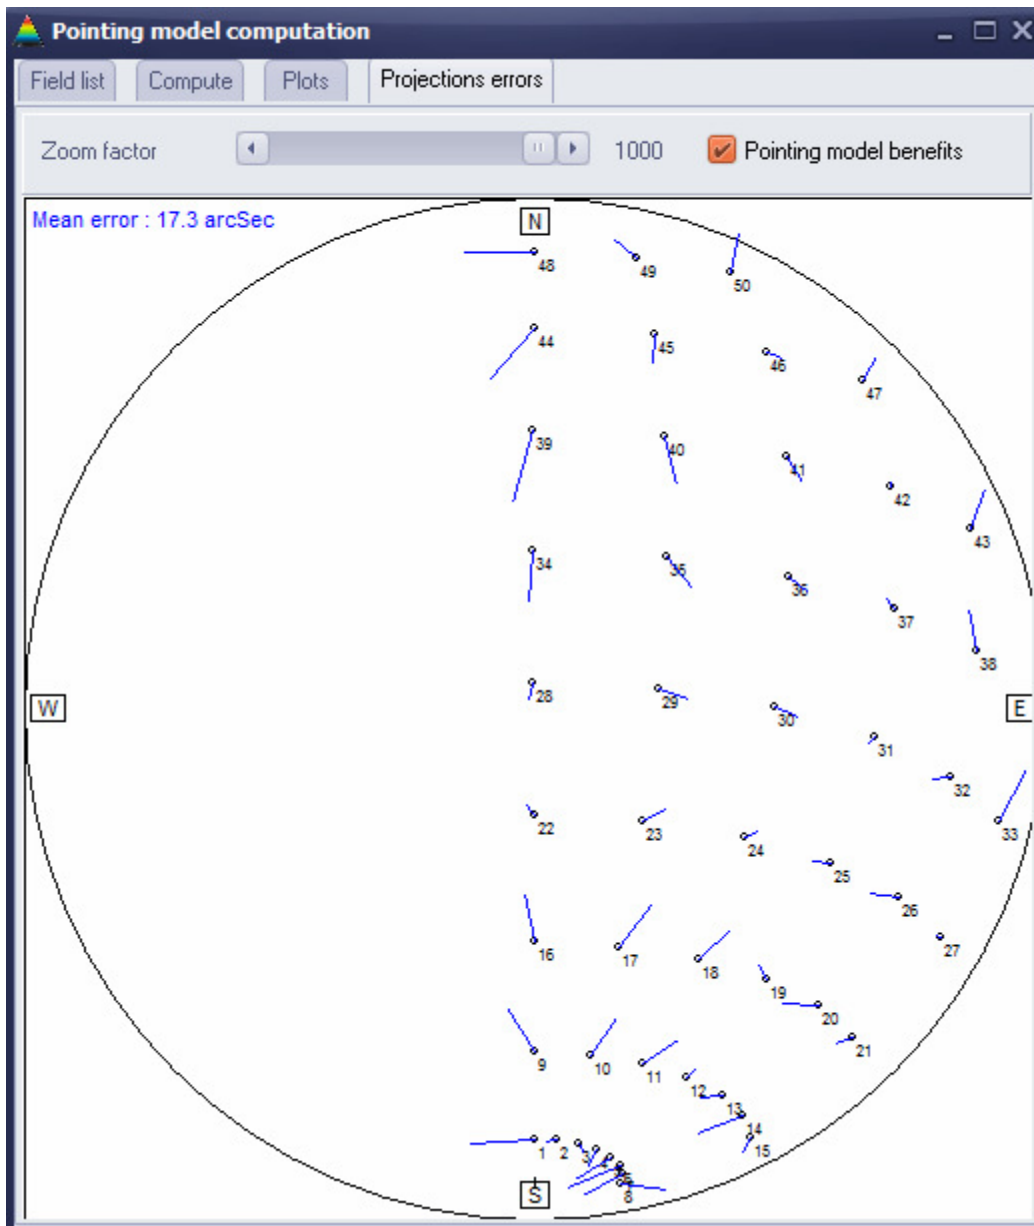 Pointing model computation
Field list Compute Plots Projections errors
Zoom factor 1000 Pointing model benefits
Mean error : 17.3 arcSec
N
48 49 50
44 45 46 47
39 40 41 42 43
34 35 36 37 38
28 29 30 31 32 33
W E
22 23 24 25 26 27
16 17 18 19 20 21
9 10 11 12 13 14 15
1 2 3 4 8
S